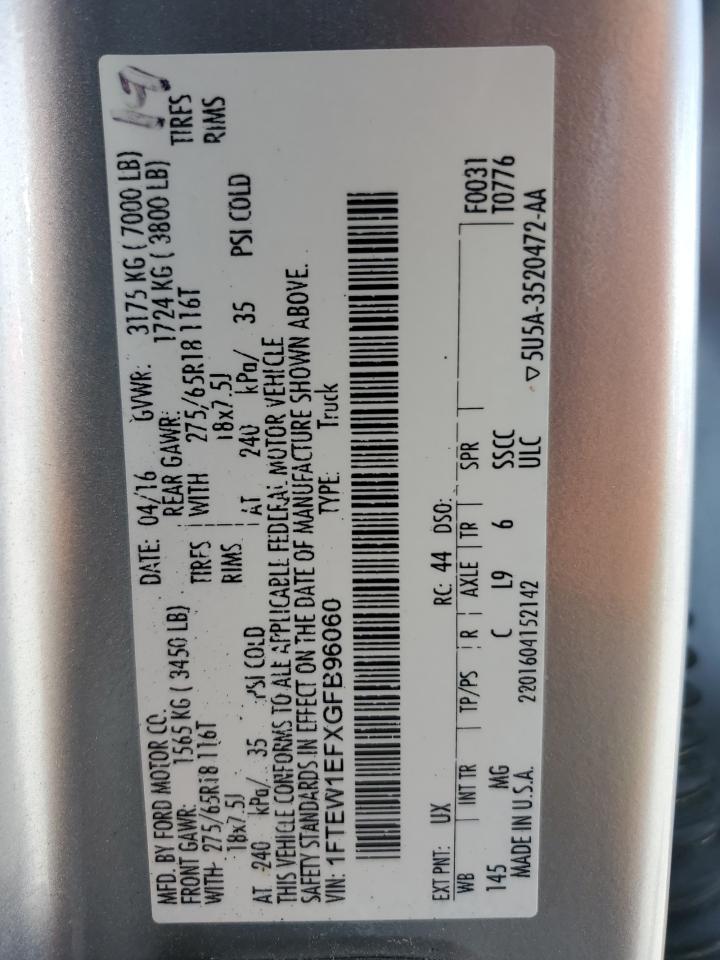 MFD. BY FORD MOTOR CO.
DATE: 04/16 GVWR: 3175 KG ( 7000 LB)
FRONT GAWR: 1565 KG ( 3450 LB) REAR GAWR: 1724 KG ( 3800 LB)
WITH 275/65R18 116T TIRES WITH 275/65R18 116T TIRES
18x7.5J RIMS 18x7.5J RIMS
AT 240 kPa/ 35 PSI COLD AT 240 kPa/ 35 PSI COLD
THIS VEHICLE CONFORMS TO ALL APPLICABLE FEDERAL MOTOR VEHICLE
SAFETY STANDARDS IN EFFECT ON THE DATE OF MANUFACTURE SHOWN ABOVE.
VIN: 1FTEW1EFXGFB96060 TYPE: Truck
EXT PNT: UX RC: 44 DSO:
WB INT TR TP/PS R AXLE TR SPR F0031
145 MG C L9 6 SSCC T0776
MADE IN U.S.A. 2201604152142 ULC
▽5U5A-3520472-AA